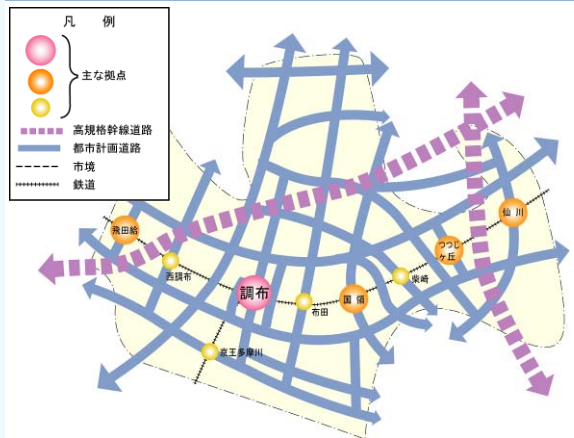 凡 例
主な拠点
高規格幹線道路
都市計画道路
市境
鉄道
飛田給
西調布
調布
布田
国領
柴崎
つつじ
ヶ丘
仙川
京王多摩川